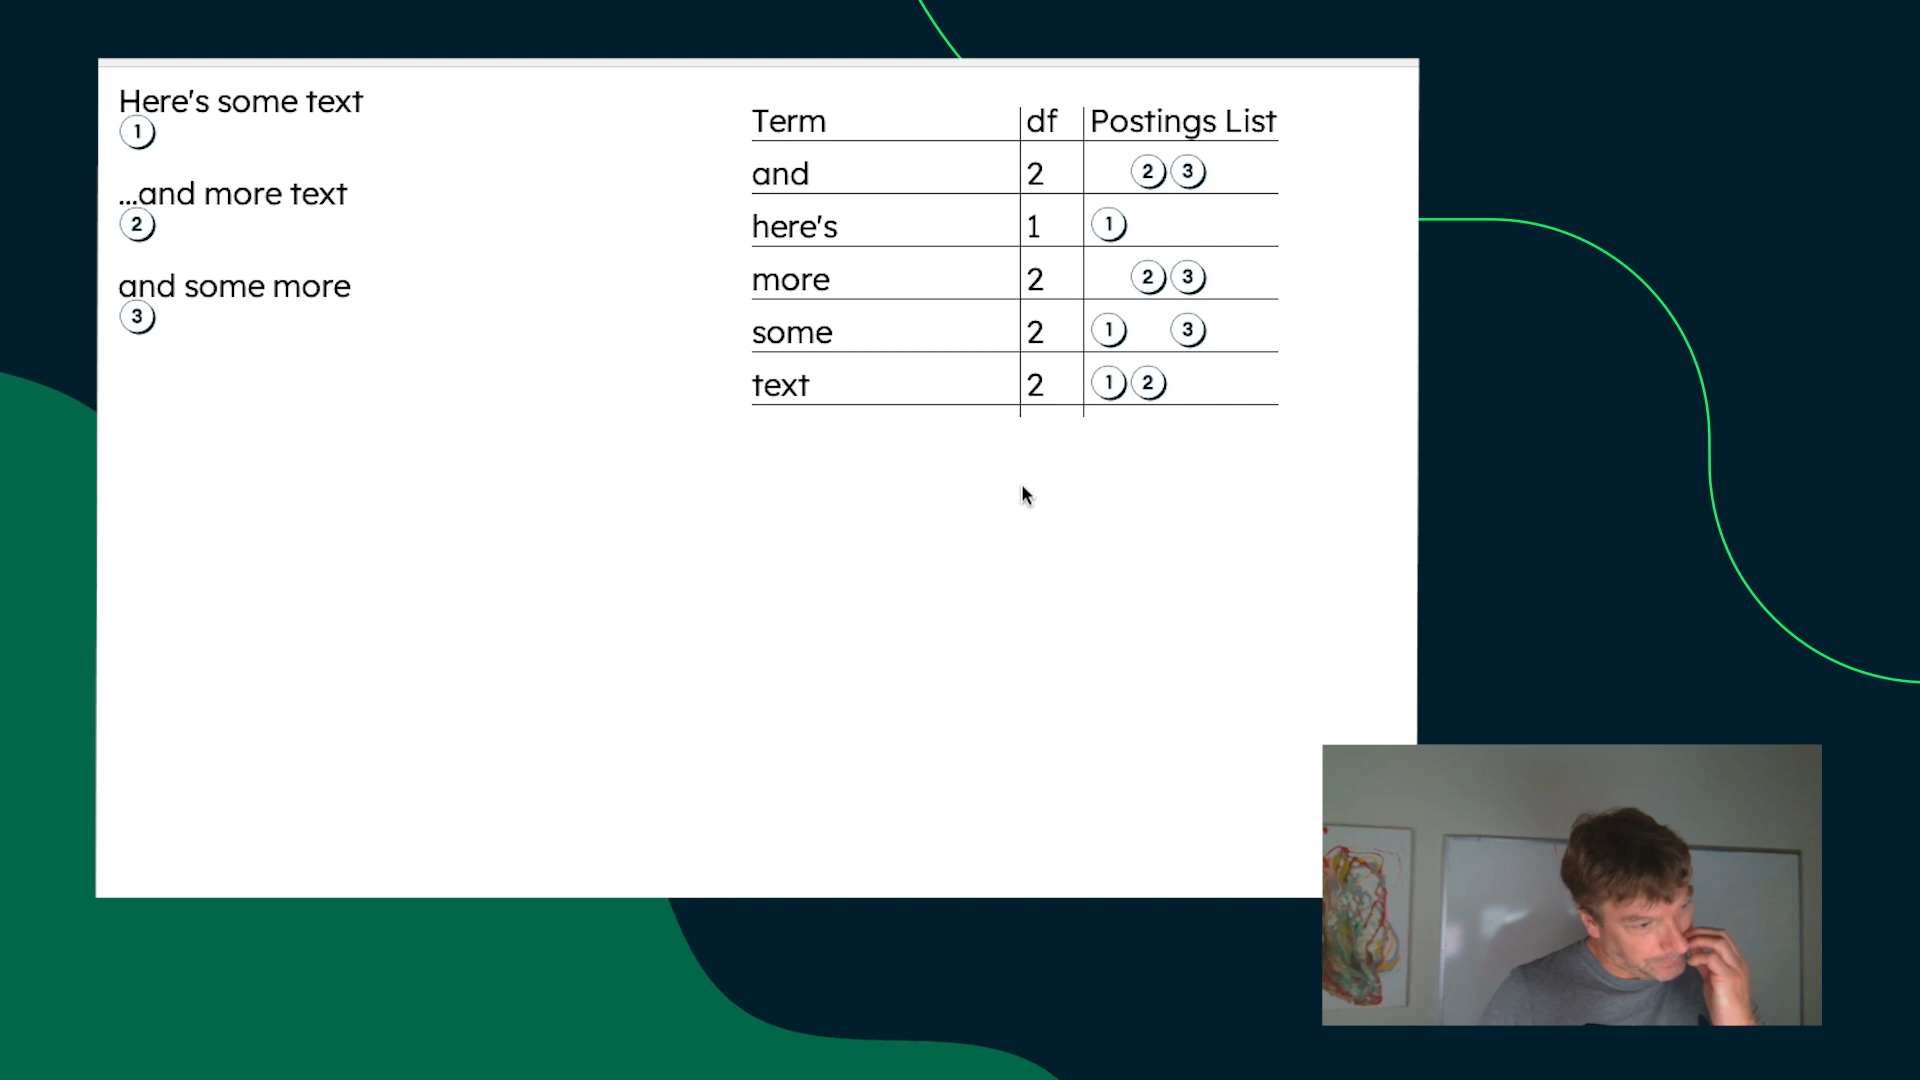 Here's some text
1
...and more text
2
and some more
3
Term df Postings List
and 2 2 3
here's 1 1
more 2 2 3
some 2 1 3
text 2 1 2